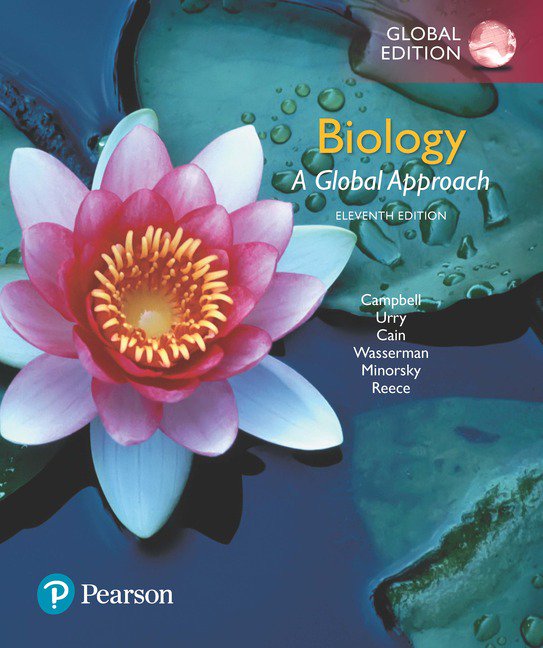 GLOBAL
EDITION
Biology
A Global Approach
ELEVENTH EDITION
Campbell
Urry
Cain
Wasserman
Minorsky
Reece
P Pearson